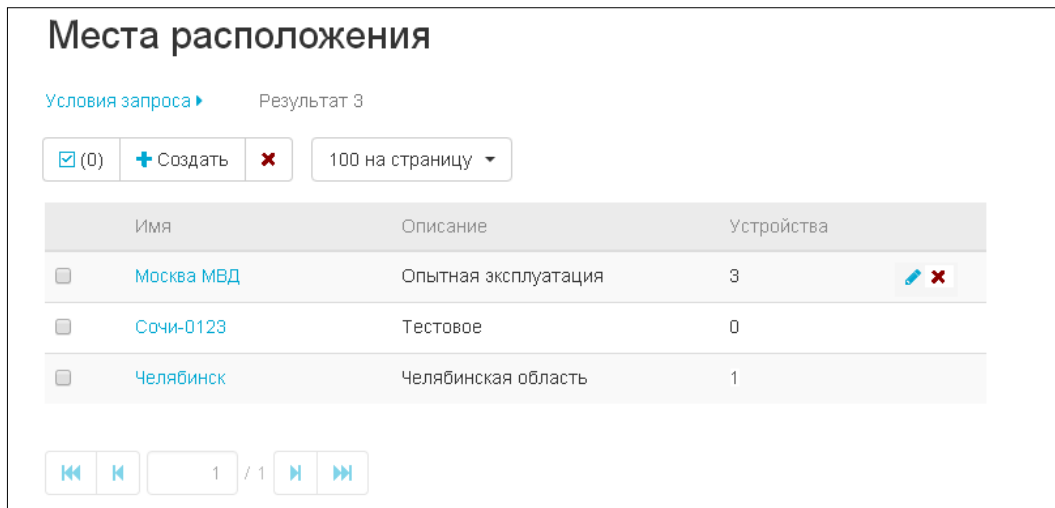 Места расположения
Условия запроса Результат 3
(0) Создать 100 на страницу
Имя Описание Устройства
Москва МВД Опытная эксплуатация 3
Сочи-0123 Тестовое 0
Челябинск Челябинская область 1
1 / 1